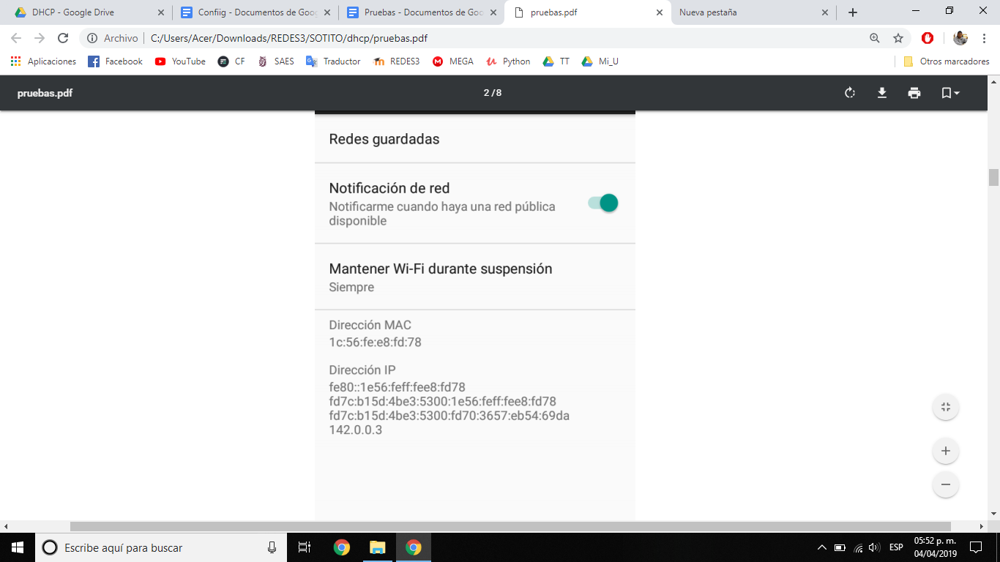 DHCP - Google Drive
Confiig - Documentos de Goog
Pruebas - Documentos de Goo
pruebas.pdf
Nueva pestaña
Archivo
C:/Users/Acer/Downloads/REDES3/SOTITO/dhcp/pruebas.pdf
Aplicaciones
Facebook
YouTube
CF
SAES
Traductor
REDES3
MEGA
Python
TT
Mi_U
Otros marcadores
pruebas.pdf
2 / 8
Redes guardadas
Notificación de red
Notificarme cuando haya una red pública
disponible
Mantener Wi-Fi durante suspensión
Siempre
Dirección MAC
1c:56:fe:e8:fd:78
Dirección IP
fe80::1e56:feff:fee8:fd78
fd7c:b15d:4be3:5300:1e56:feff:fee8:fd78
fd7c:b15d:4be3:5300:fd70:3657:eb54:69da
142.0.0.3
Escribe aquí para buscar
ESP
05:52 p. m.
04/04/2019